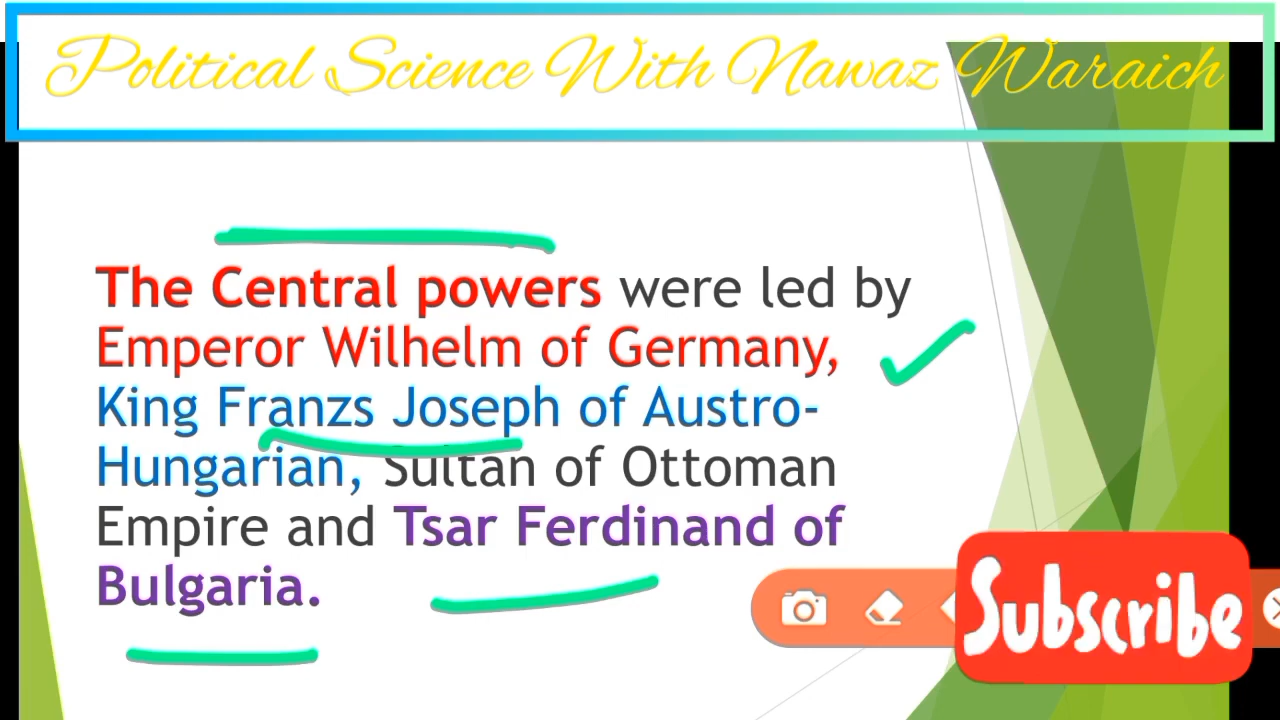 Political Science With Nawaz Waraich
The Central powers were led by
Emperor Wilhelm of Germany,
King Franzs Joseph of Austro-
Hungarian, Sultan of Ottoman
Empire and Tsar Ferdinand of
Bulgaria.
Subscribe